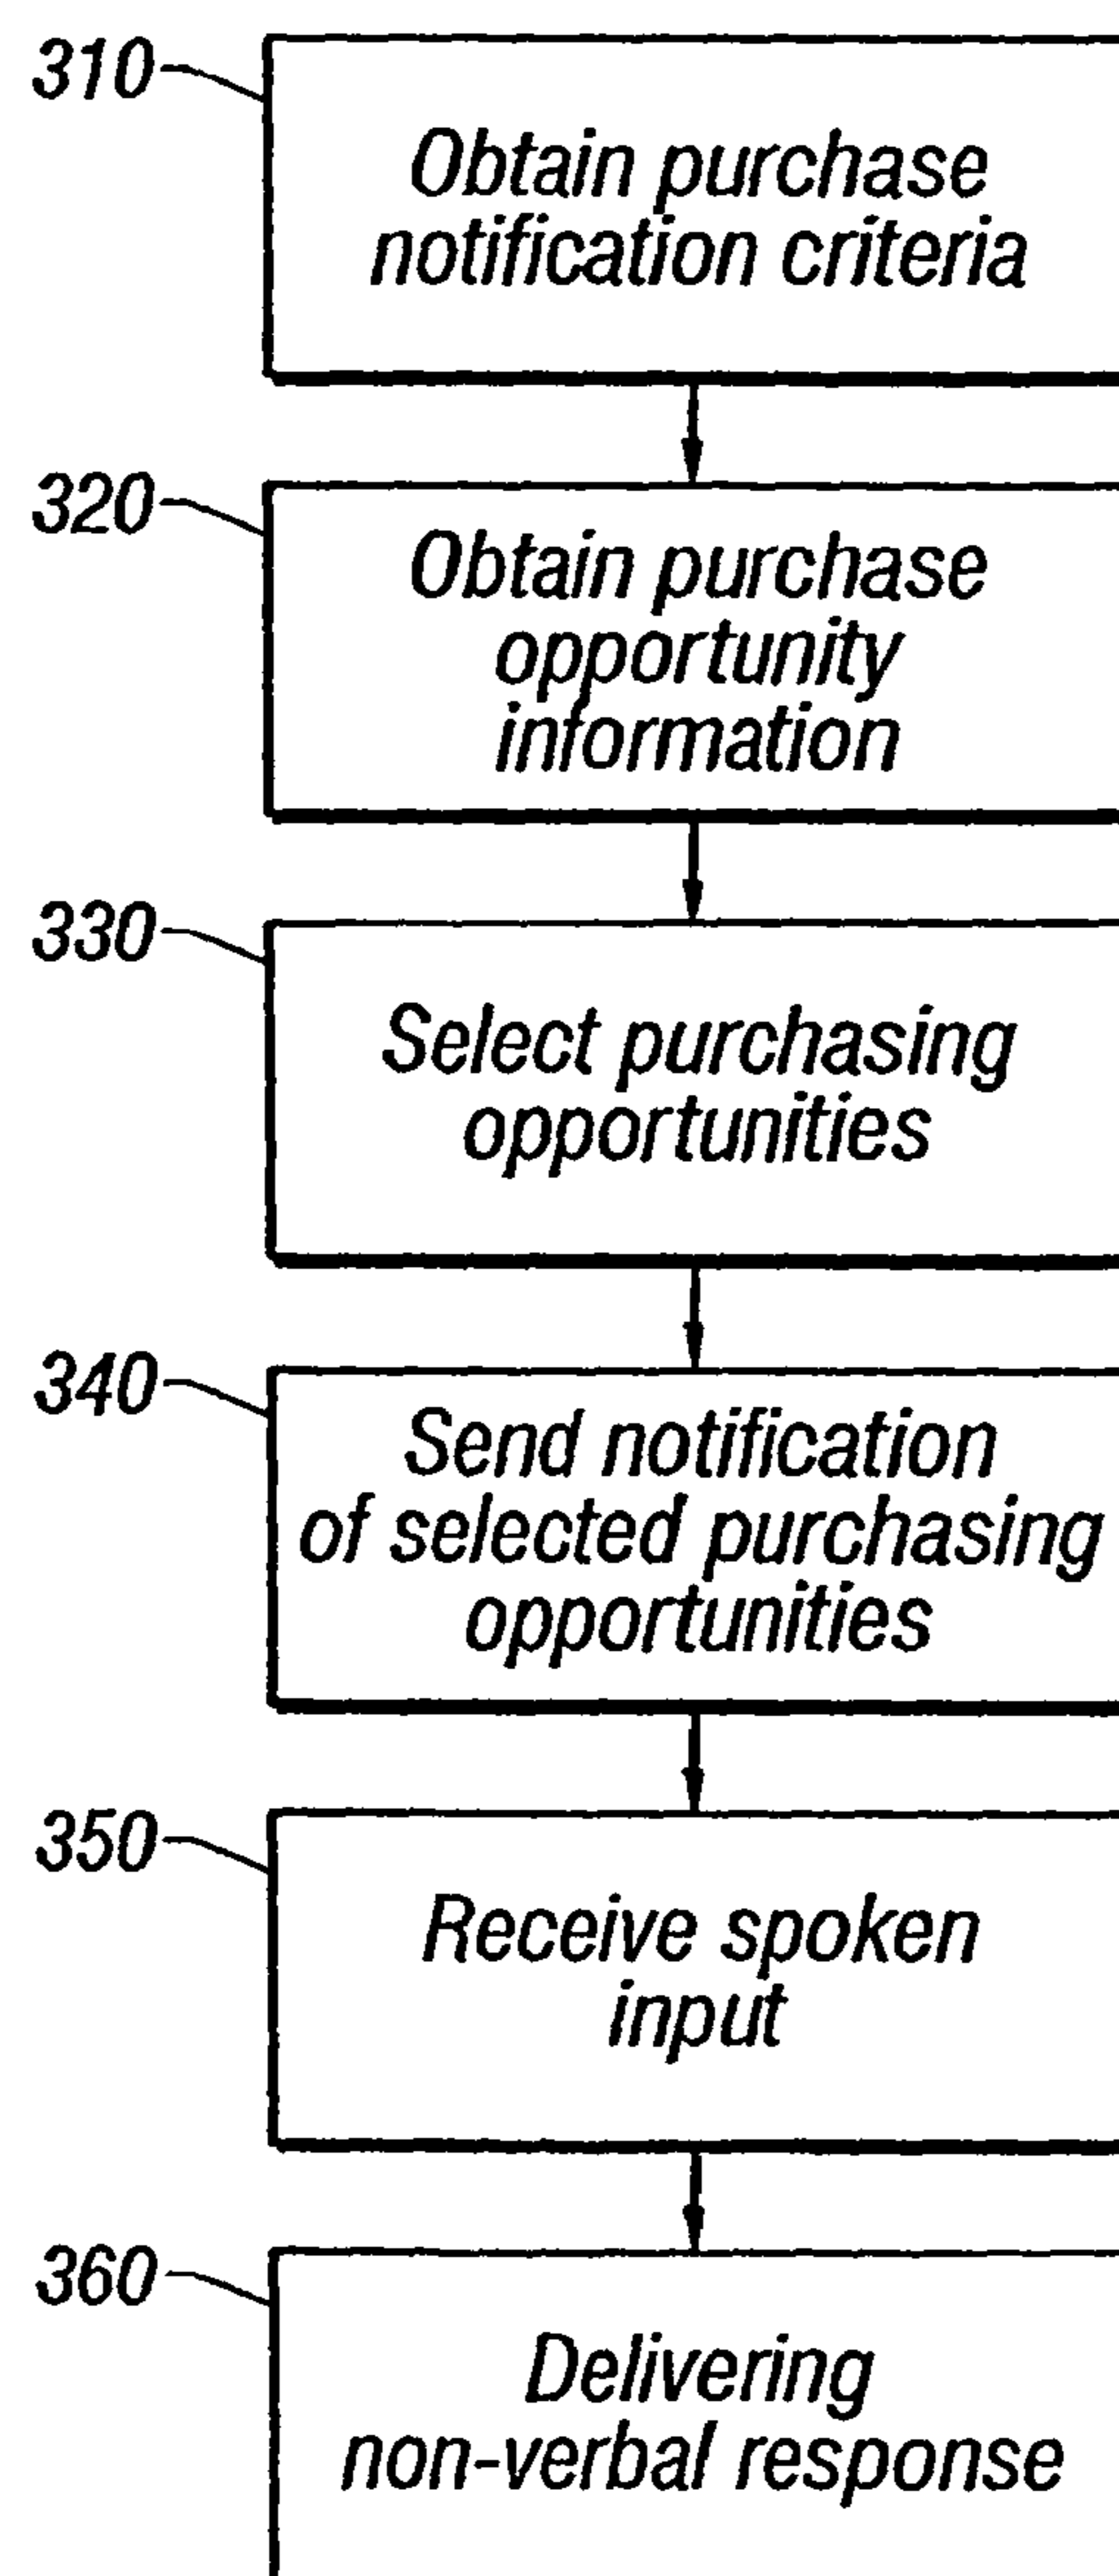 310
Obtain purchase
notification criteria
320
Obtain purchase
opportunity
information
330
Select purchasing
opportunities
340
Send notification
of selected purchasing
opportunities
350
Receive spoken
input
360
Delivering
non-verbal response